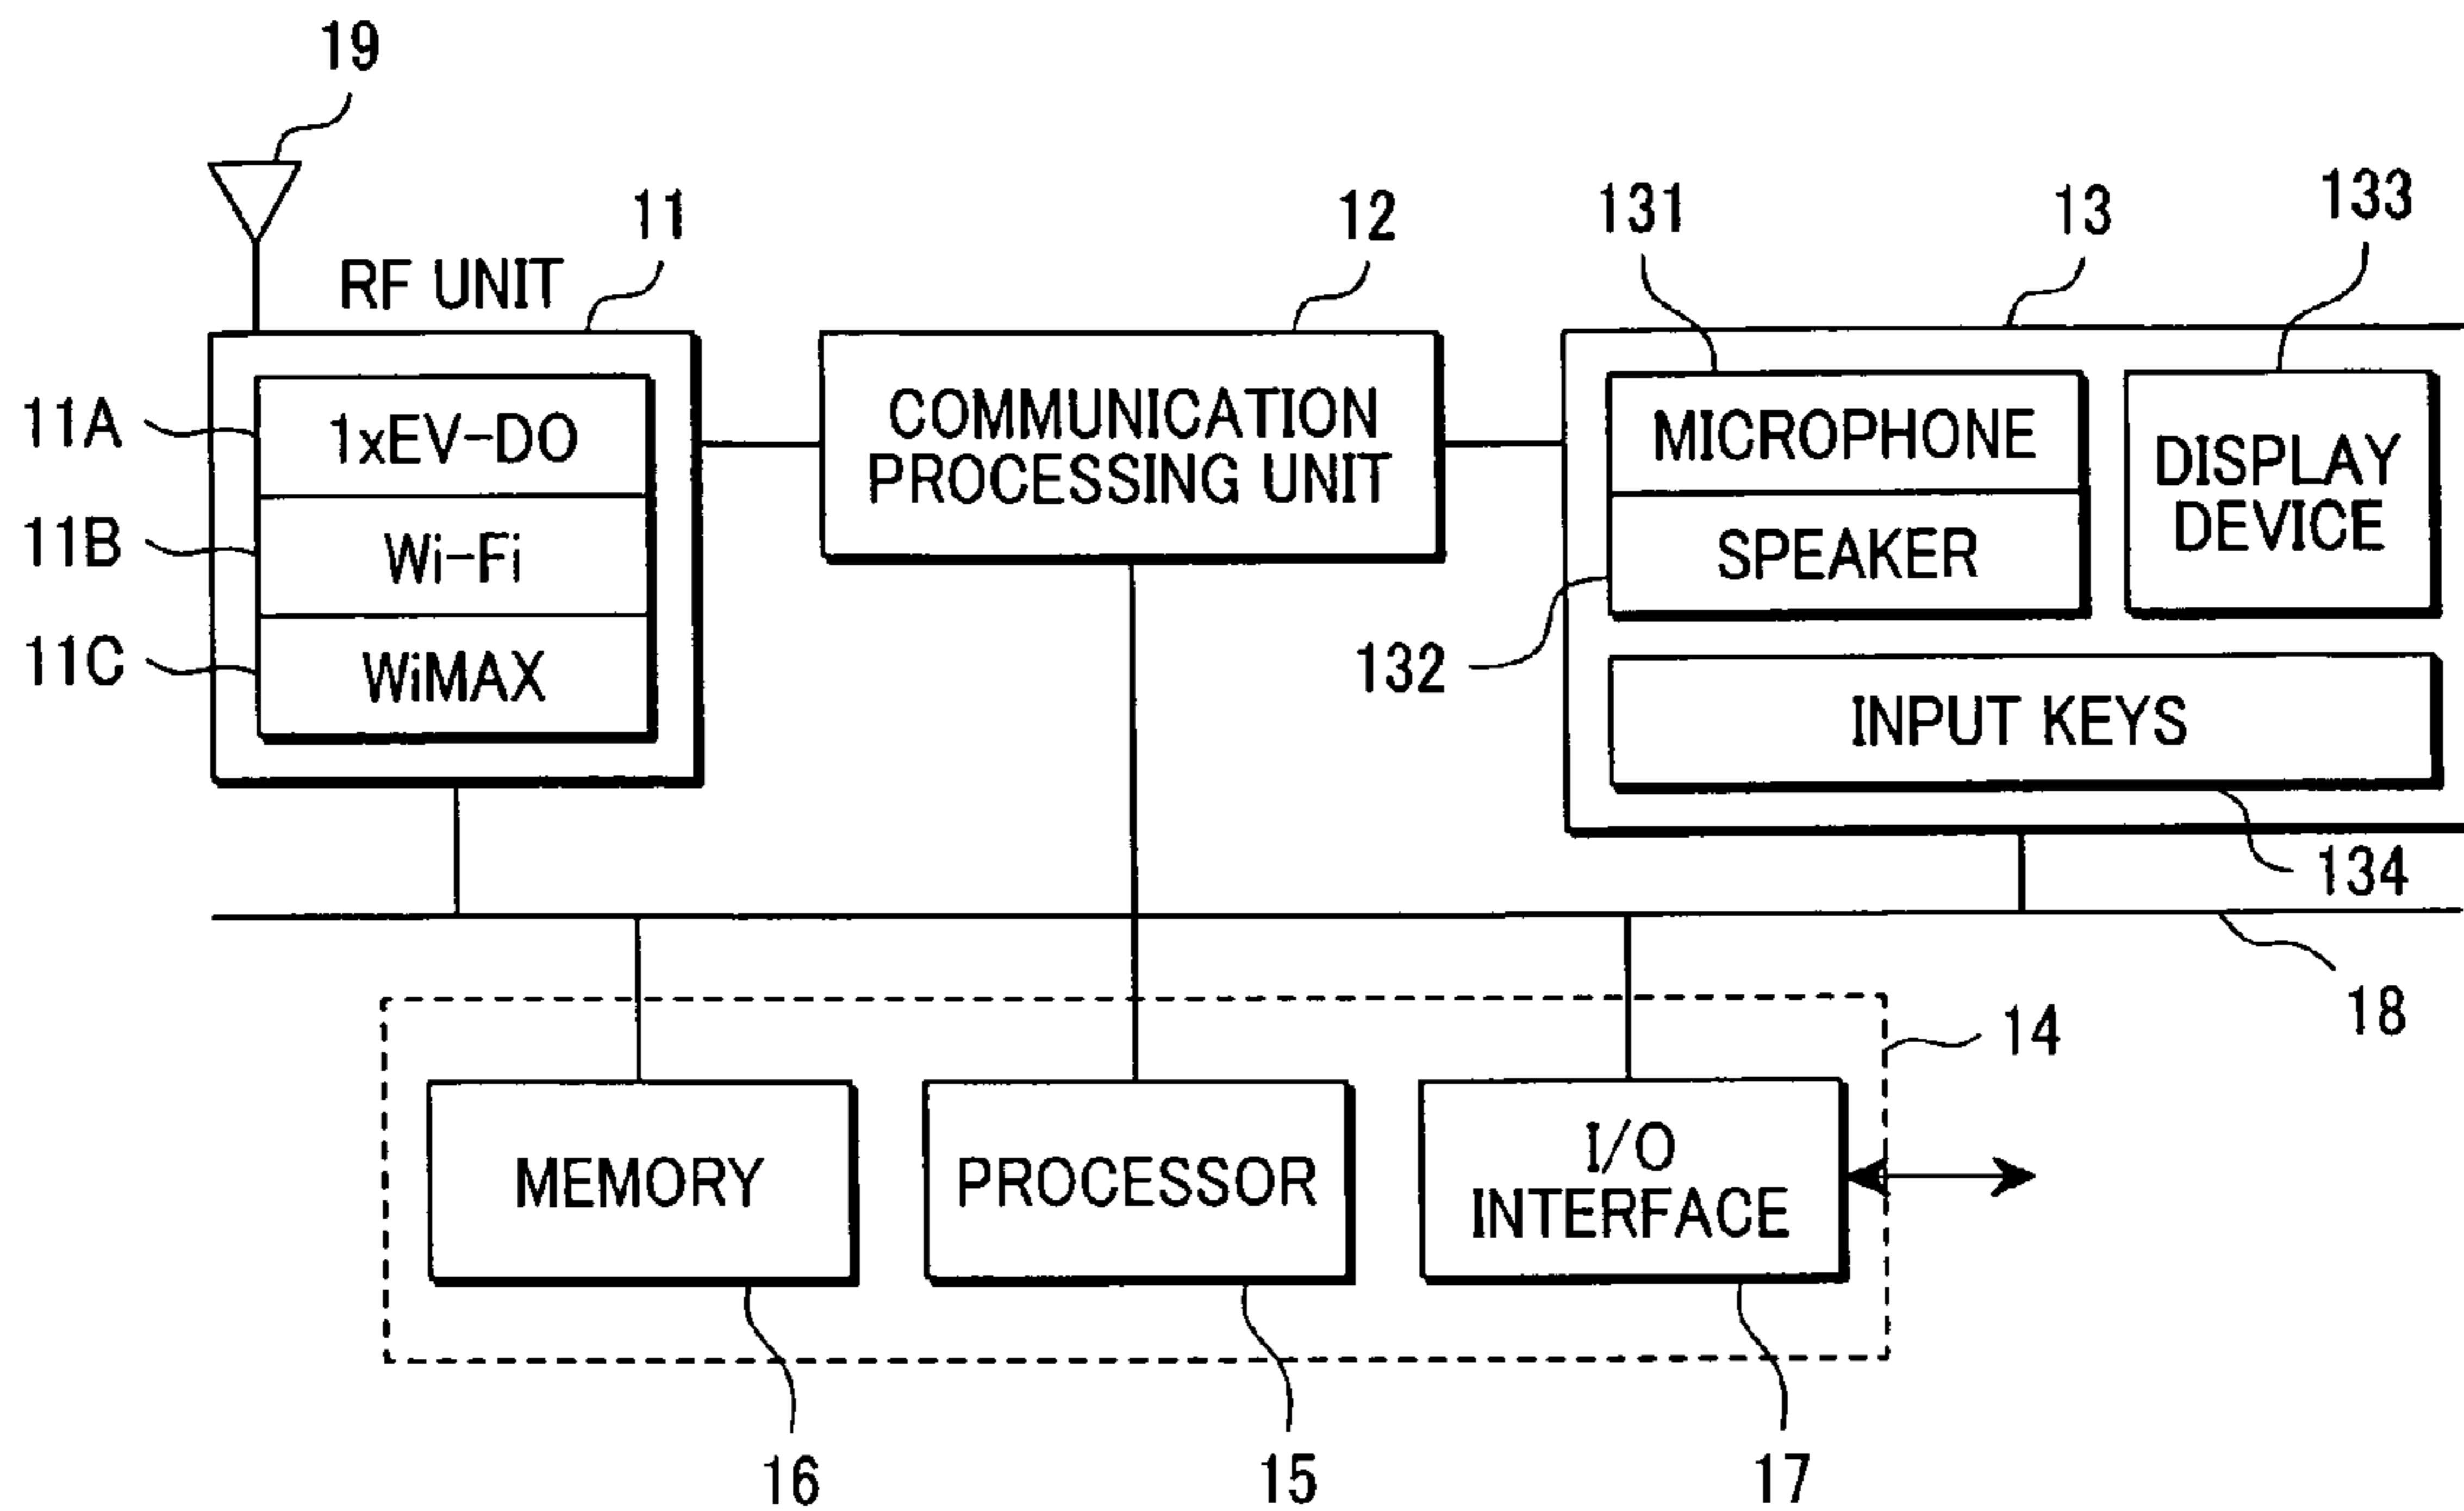 19
11
12
131
13
133
RF UNIT
11A
1xEV-DO
COMMUNICATION
PROCESSING UNIT
MICROPHONE
DISPLAY
DEVICE
11B
Wi-Fi
SPEAKER
11C
WiMAX
132
INPUT KEYS
134
18
14
MEMORY
PROCESSOR
I/O
INTERFACE
16
15
17